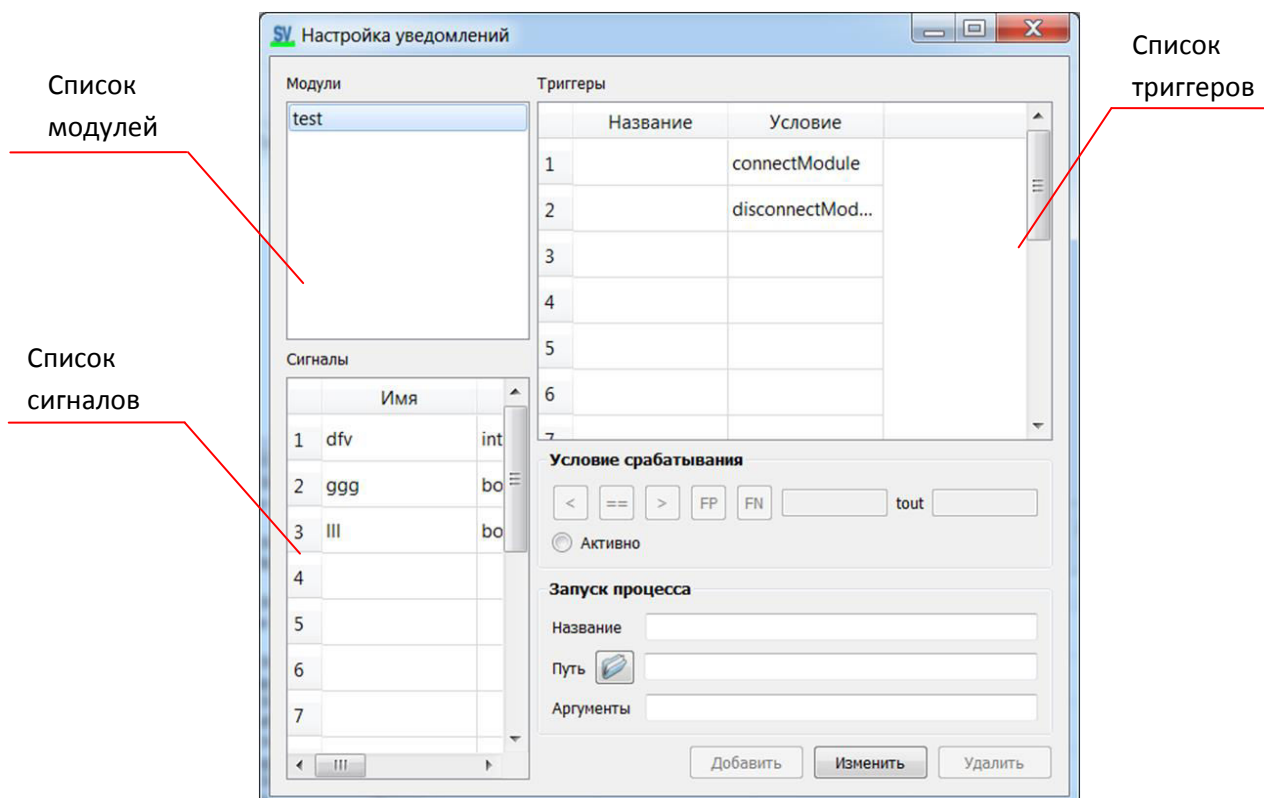 SV Настройка уведомлений
Список
модулей
Список
триггеров
Список
сигналов
Модули
test
Триггеры
Название Условие
1 connectModule
2 disconnectMod...
3
4
5
6
7
Сигналы
Имя
1 dfv int
2 ggg bo
3 lll bo
4
5
6
7
Условие срабатывания
< == > FP FN tout
Активно
Запуск процесса
Название
Путь
Аргументы
Добавить Изменить Удалить